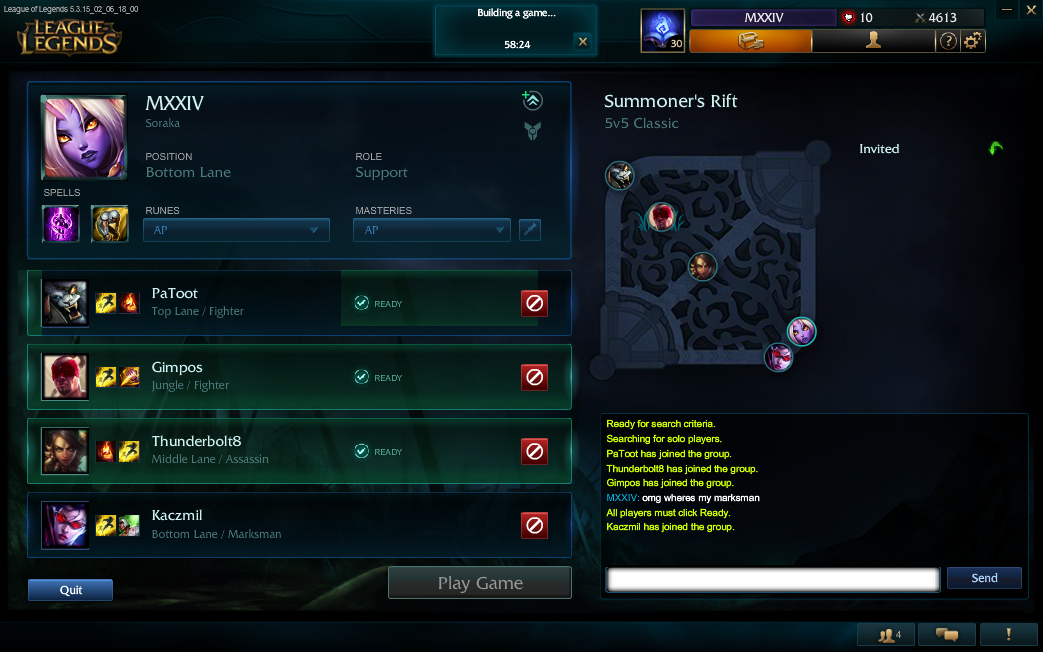 League of Legends 5.3.15_02_06_18_00
LEAGUE OF LEGENDS
Building a game...
58:24
30
MXXIV
10
4613
?
MXXIV
Soraka
POSITION
Bottom Lane
ROLE
Support
SPELLS
RUNES
AP
MASTERIES
AP
PaToot
Top Lane / Fighter
READY
Gimpos
Jungle / Fighter
READY
Thunderbolt8
Middle Lane / Assassin
READY
Kaczmil
Bottom Lane / Marksman
Quit
Play Game
Summoner's Rift
5v5 Classic
Invited
Ready for search criteria.
Searching for solo players.
PaToot has joined the group.
Thunderbolt8 has joined the group.
Gimpos has joined the group.
MXXIV: omg wheres my marksman
All players must click Ready.
Kaczmil has joined the group.
Send
4
!